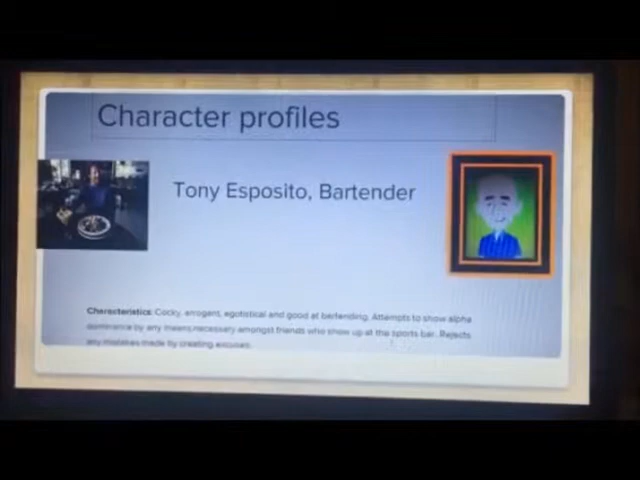 Character profiles
Tony Esposito, Bartender
Characteristics: Cocky, arrogant, egotistical and good at bartending. Attempts to show alpha
dominance by any means necessary amongst friends who show up at the sports bar. Rejects
any mistakes made by creating excuses.